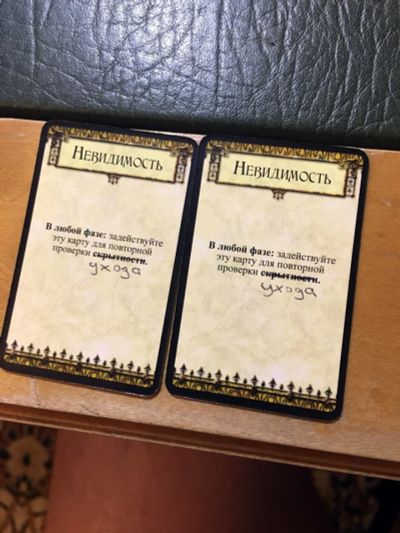 Невидимость
В любой фазе: задействуйте
эту карту для повторной
проверки скрытности.
ухода
Невидимость
В любой фазе: задействуйте
эту карту для повторной
проверки скрытности.
ухода